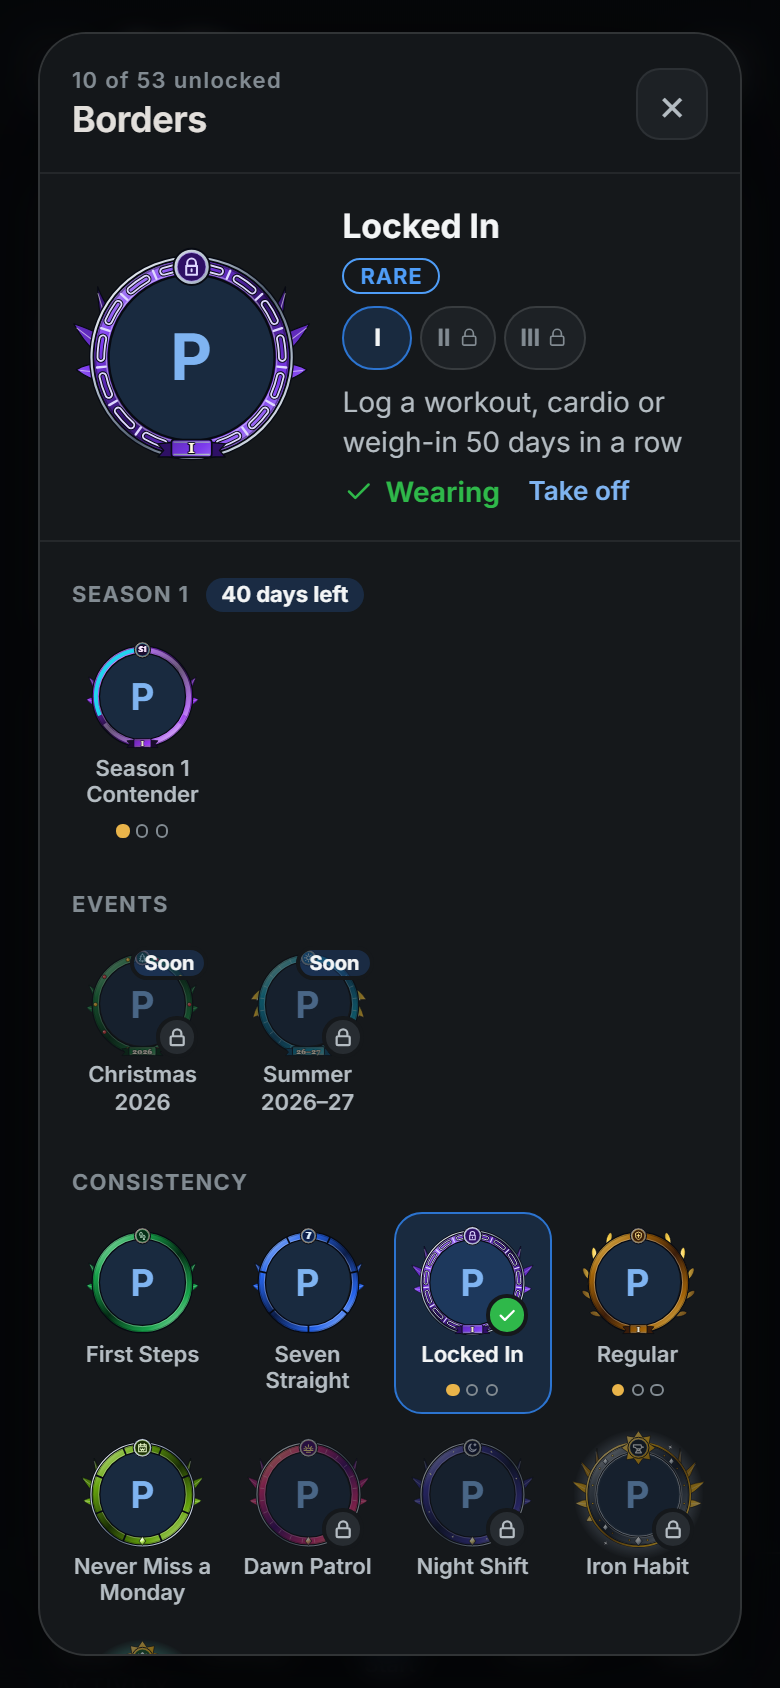 10 of 53 unlocked
Borders
Locked In
RARE
P
I
I
II
III
Log a workout, cardio or
weigh-in 50 days in a row
Wearing
Take off
SEASON 1
40 days left
S1
P
I
Season 1
Contender
EVENTS
Soon
Soon
P
P
2026
26-27
Christmas
2026
Summer
2026–27
CONSISTENCY
7
P
P
P
P
I
I
First Steps
Seven
Straight
Locked In
Regular
P
P
P
P
Never Miss a
Monday
Dawn Patrol
Night Shift
Iron Habit